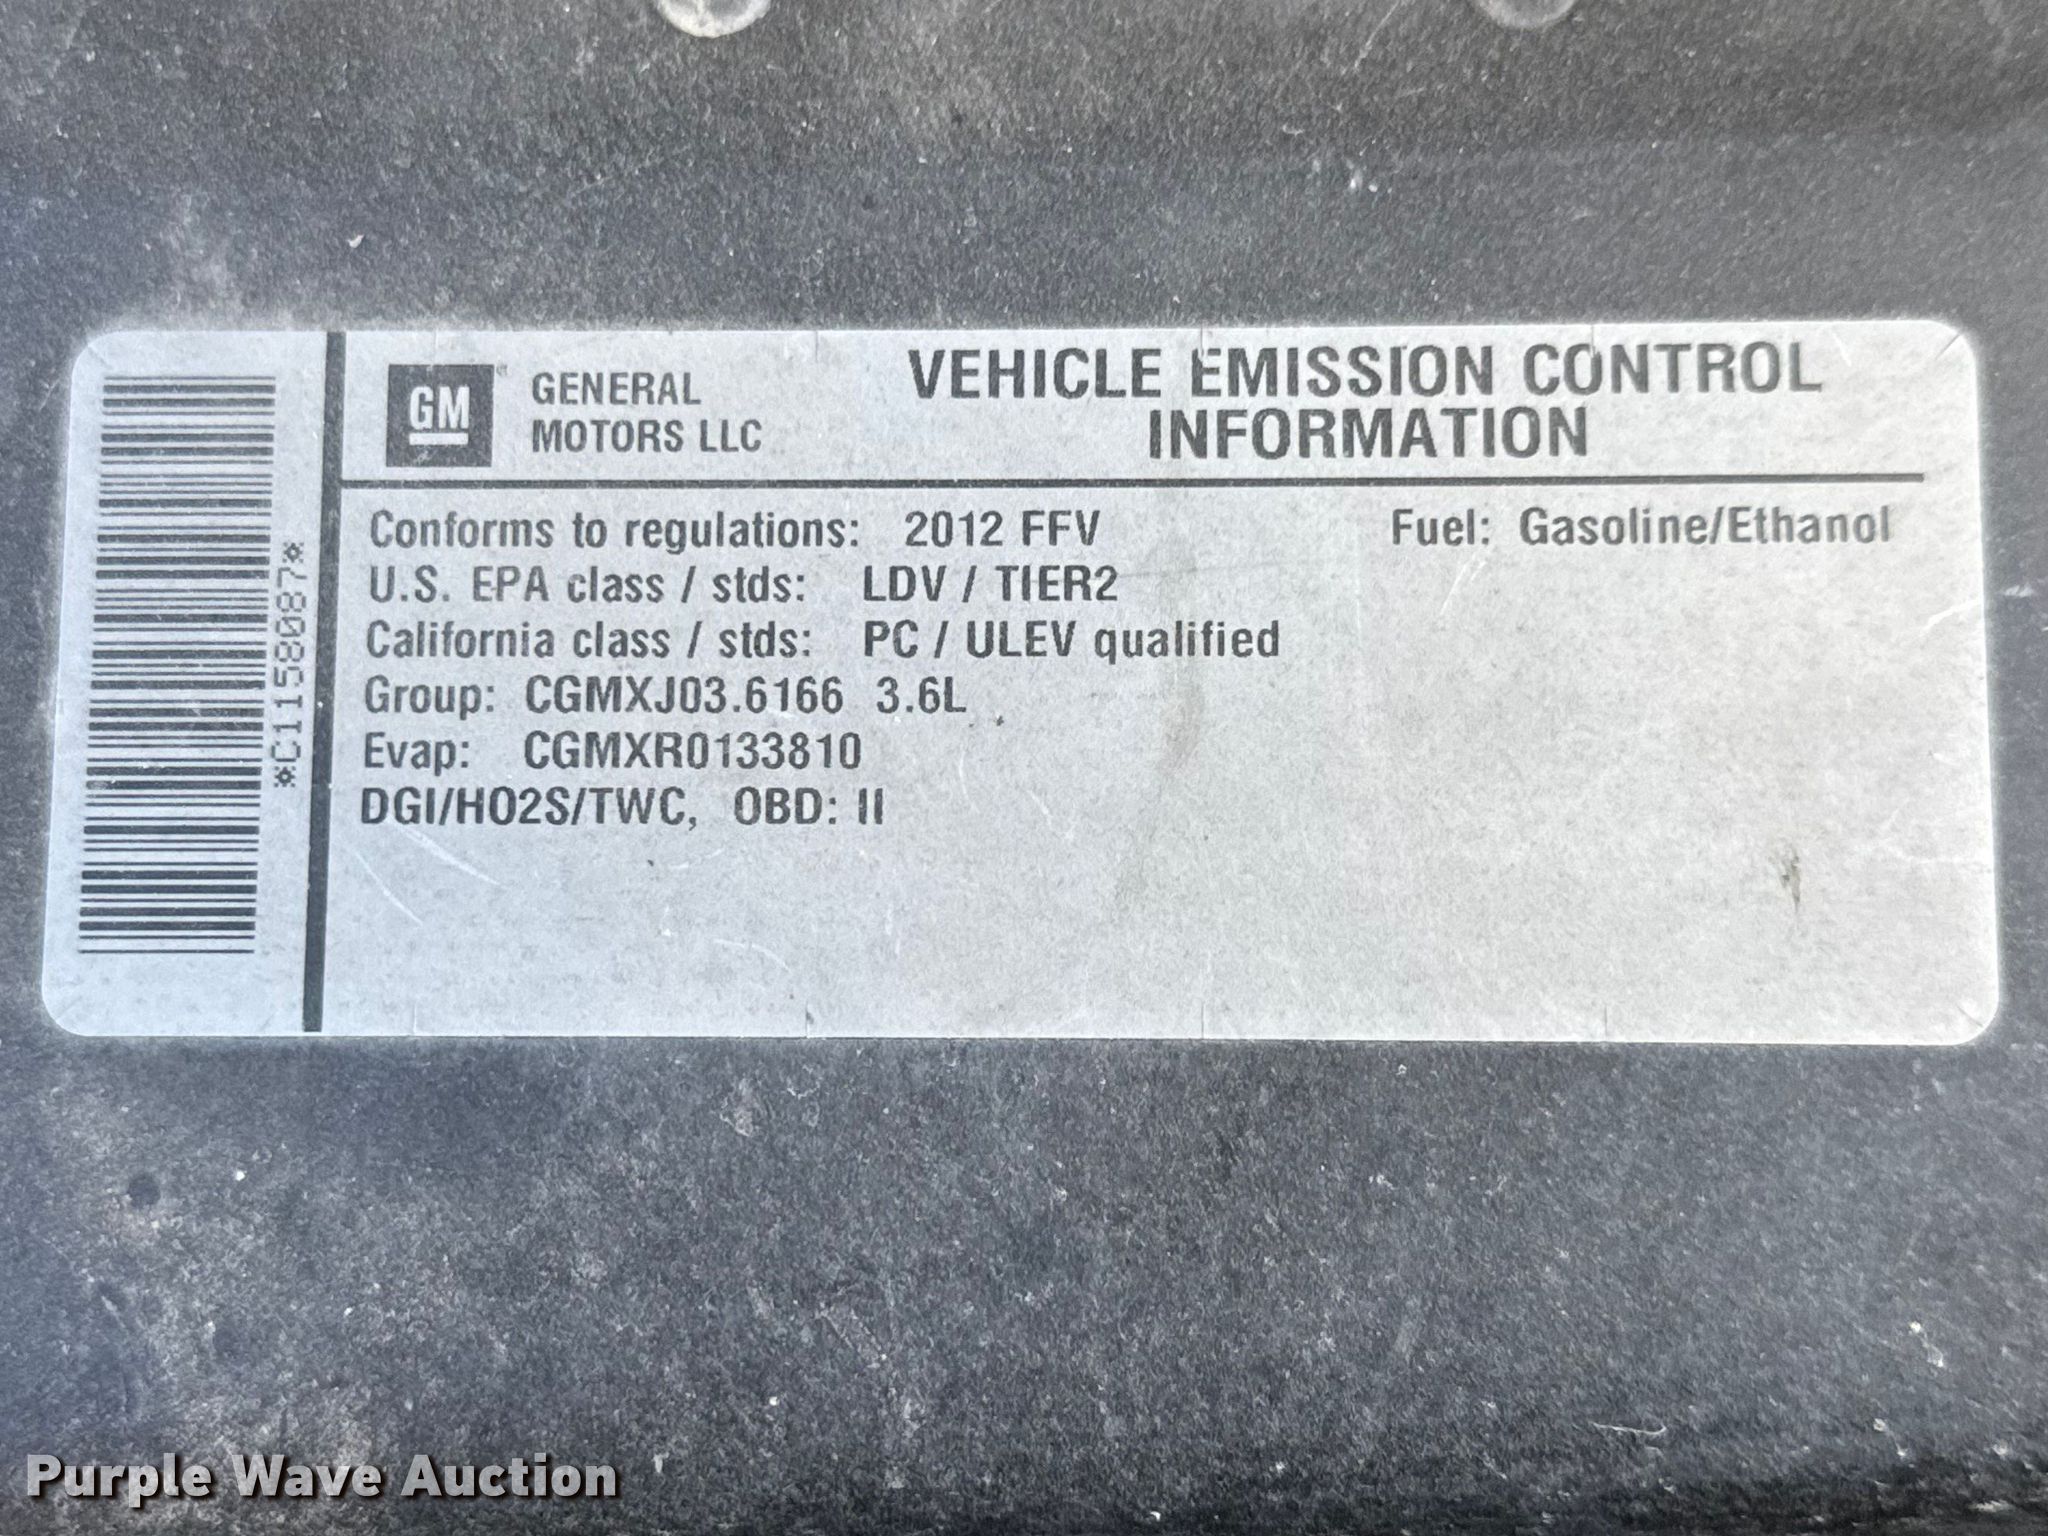 *C1158087*
GM
GENERAL
MOTORS LLC
VEHICLE EMISSION CONTROL
INFORMATION
Conforms to regulations: 2012 FFV Fuel: Gasoline/Ethanol
U.S. EPA class / stds: LDV / TIER2
California class / stds: PC / ULEV qualified
Group: CGMXJ03.6166 3.6L
Evap: CGMXR0133810
DGI/HO2S/TWC, OBD: II
Purple Wave Auction